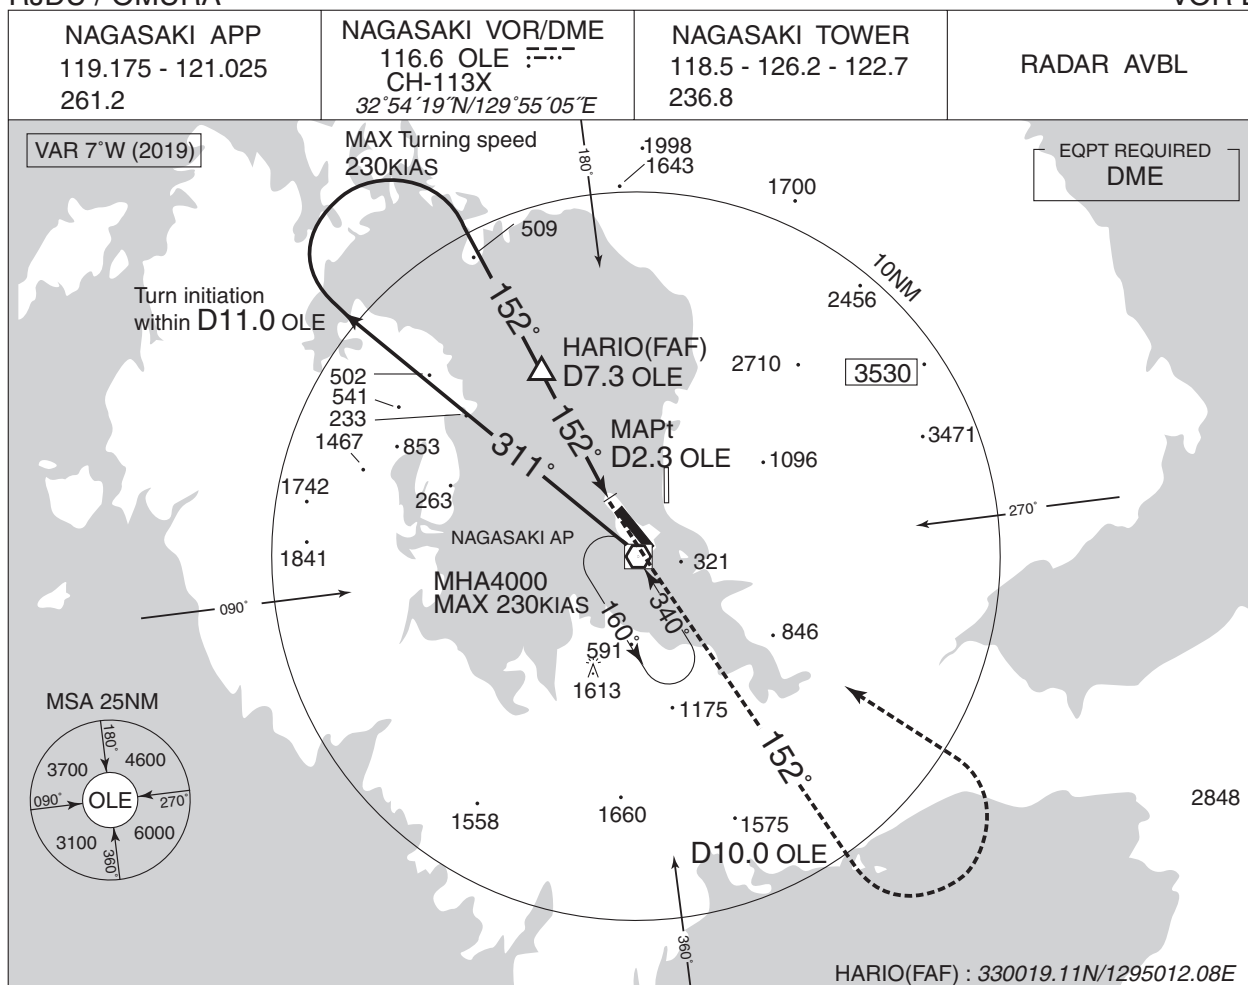 NAGASAKI APP
119.175 - 121.025
261.2
NAGASAKI VOR/DME
116.6 OLE
CH-113X
32°54´19˝N/129°55´05˝E
NAGASAKI TOWER
118.5 - 126.2 - 122.7
236.8
RADAR AVBL
VAR 7°W (2019)
MAX Turning speed
230KIAS
180°
1998
1643
1700
EQPT REQUIRED
DME
509
10NM
2456
Turn initiation
within D11.0 OLE
152°
HARIO(FAF)
D7.3 OLE
2710
3530
502
541
233
1467
853
311°
152°
MAPt
D2.3 OLE
1096
3471
1742
263
270°
NAGASAKI AP
1841
321
MHA4000
MAX 230KIAS
090°
160°
340°
846
591
1613
1175
MSA 25NM
180°
3700
4600
090°
OLE
270°
3100
6000
360°
152°
1558
1660
1575
D10.0 OLE
2848
360°
HARIO(FAF) : 330019.11N/1295012.08E